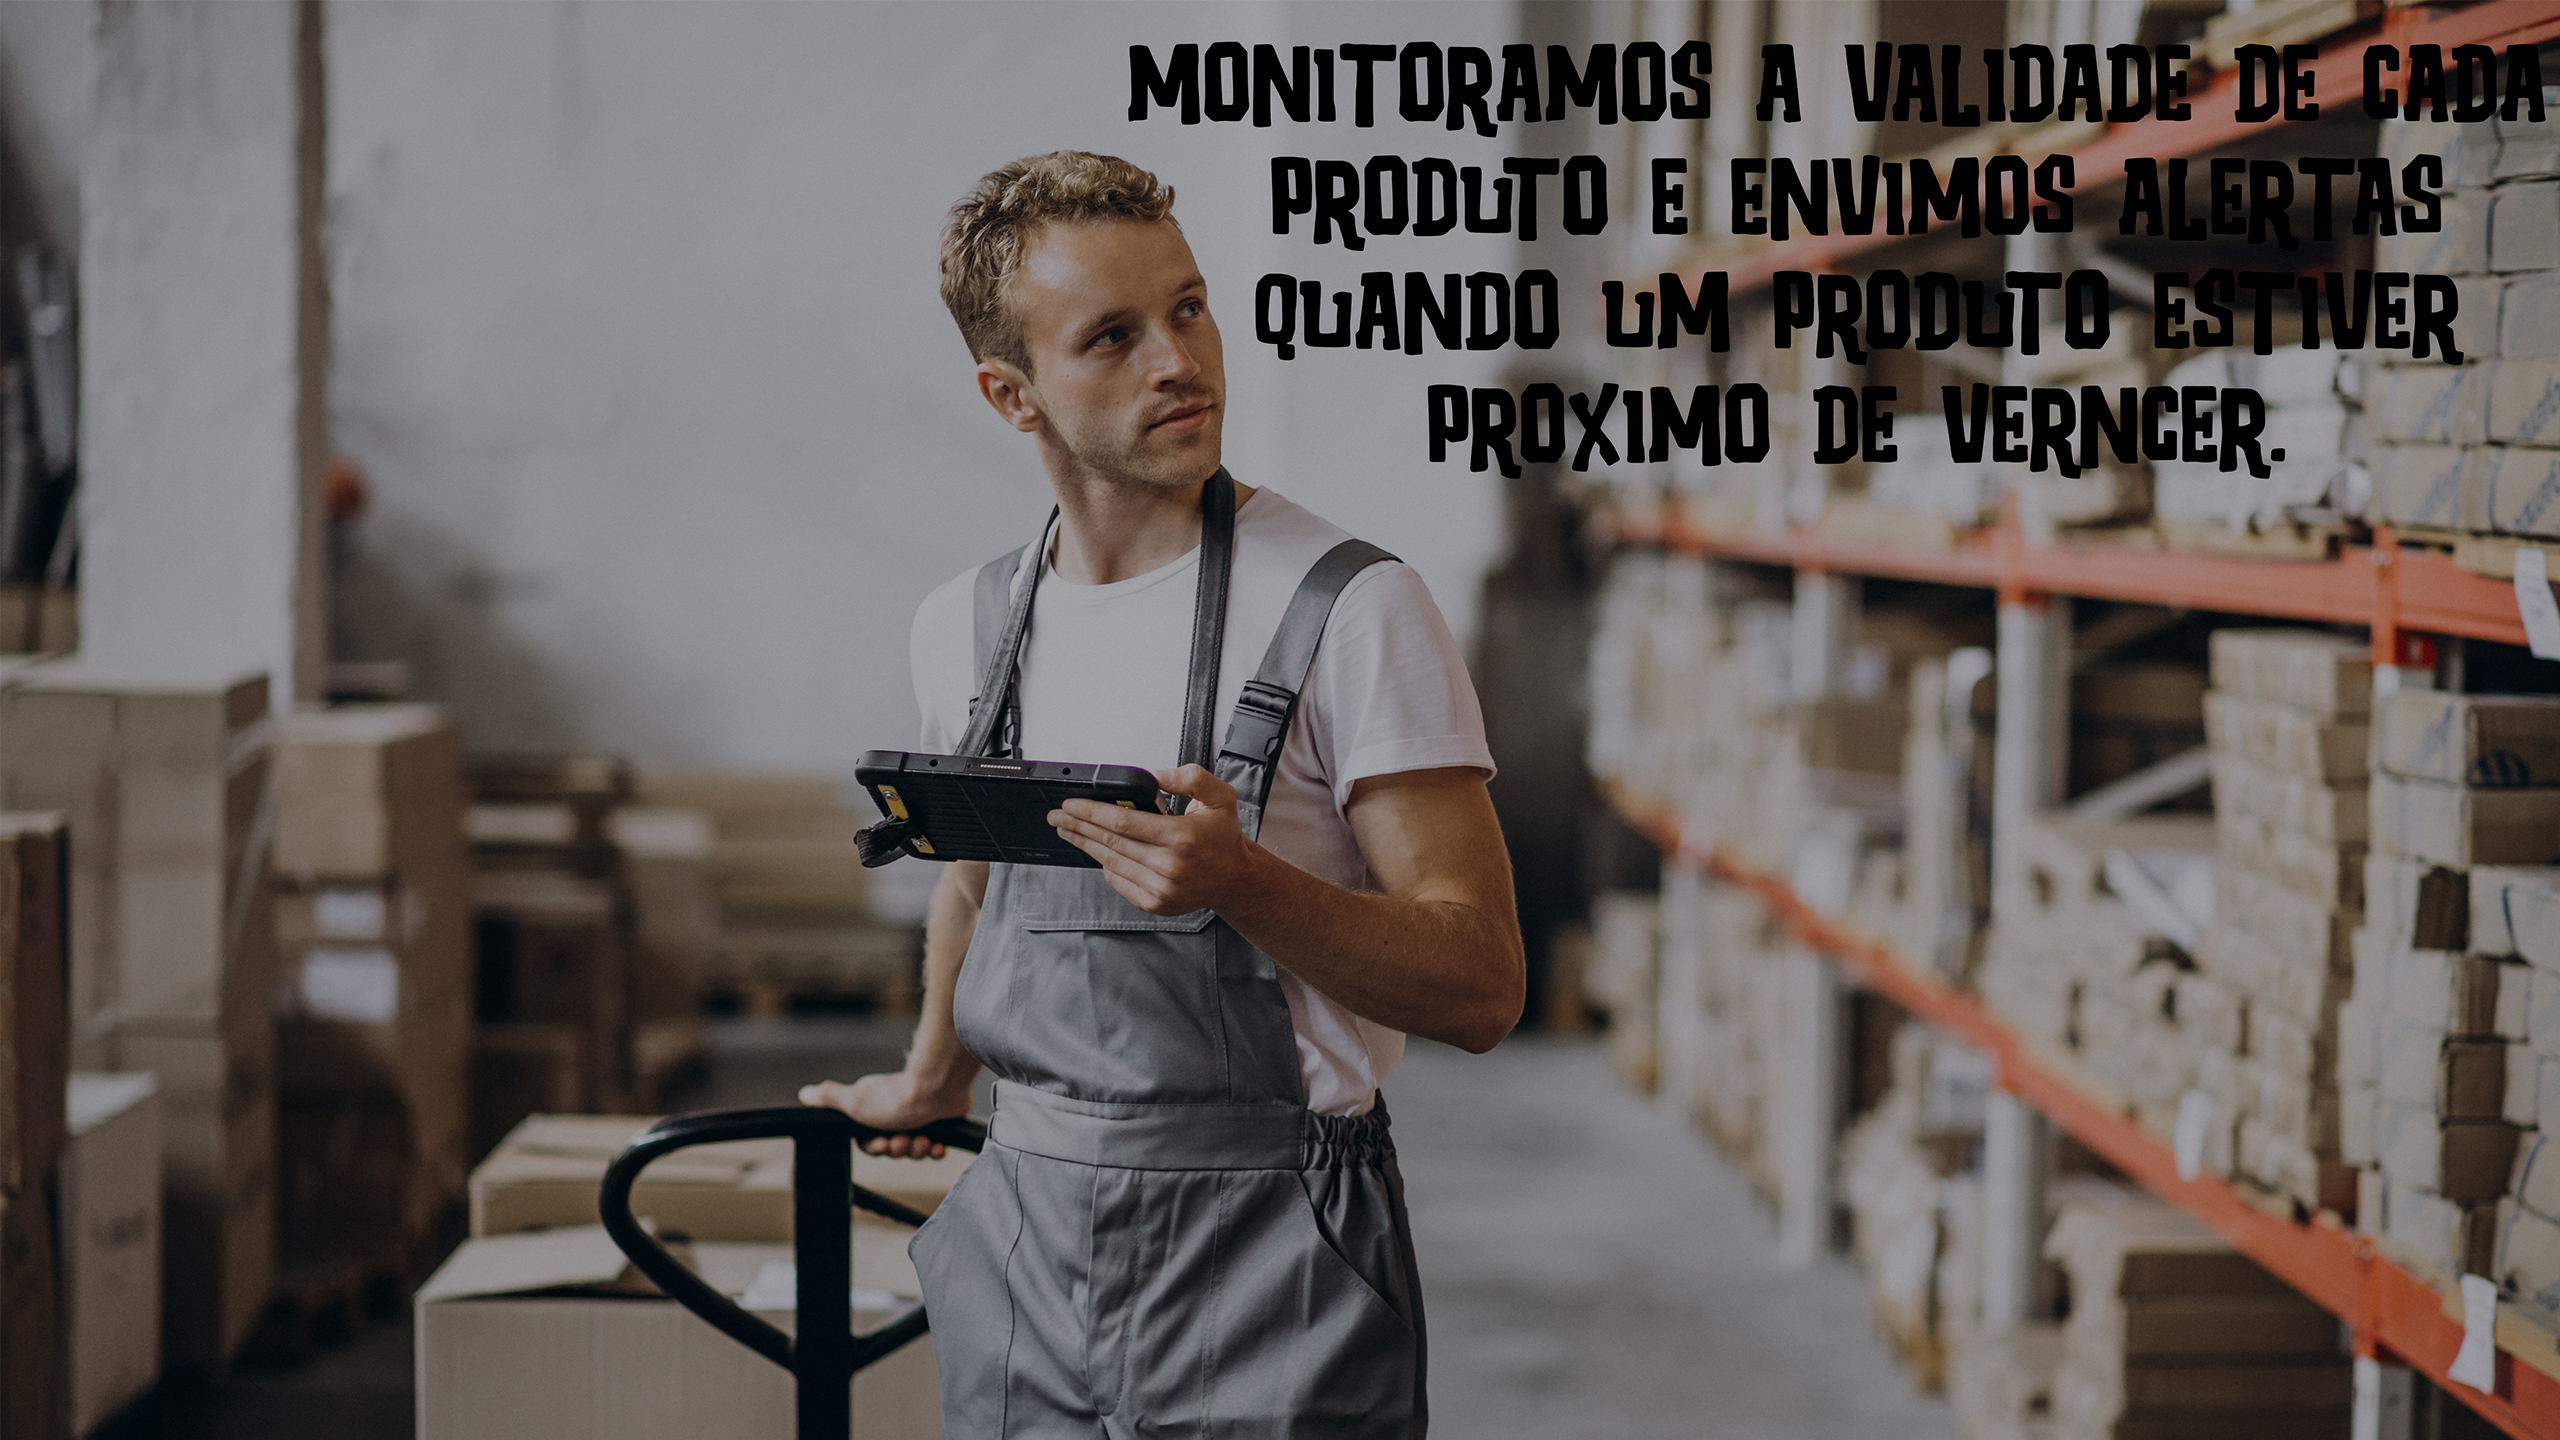 MONITORAMOS A VALIDADE DE CADA
PRODUTO E ENVIMOS ALERTAS
QUANDO UM PRODUTO ESTIVER
PROXIMO DE VERNCER.